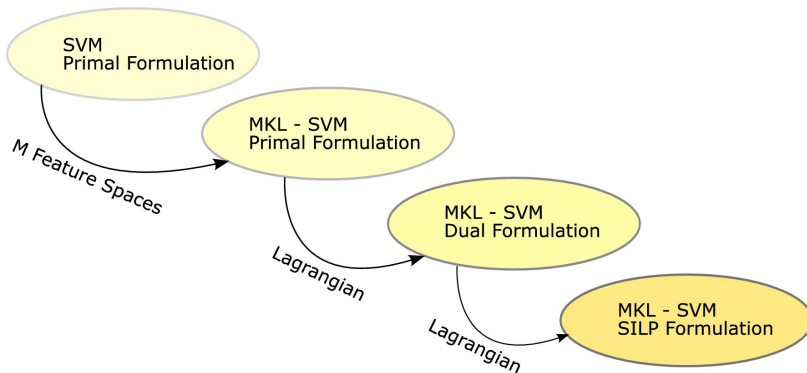 SVM
Primal Formulation
M Feature Spaces
MKL - SVM
Primal Formulation
Lagrangian
MKL - SVM
Dual Formulation
Lagrangian
MKL - SVM
SILP Formulation